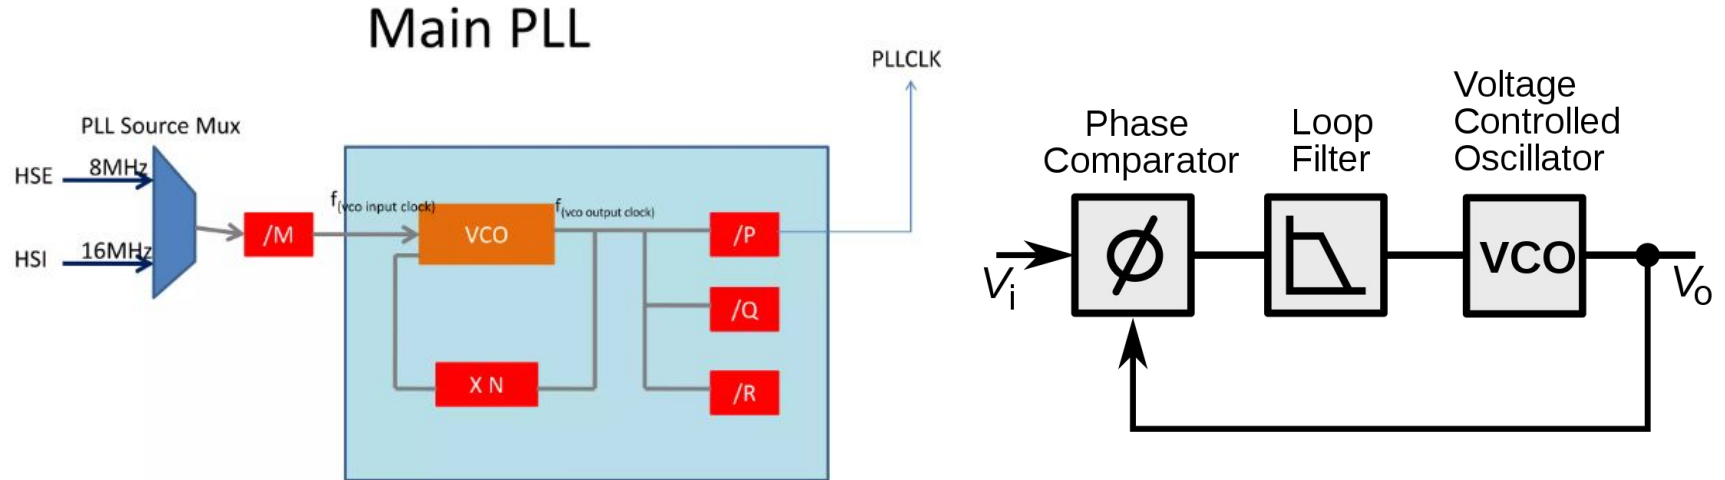 Main PLL
PLLCLK
PLL Source Mux
HSE
8MHz
HSI
16MHz
/M
f(vco input clock)
VCO
f(vco output clock)
/P
/Q
X N
/R
Phase
Comparator
Loop
Filter
Voltage
Controlled
Oscillator
Vi
ϕ
VCO
Vo